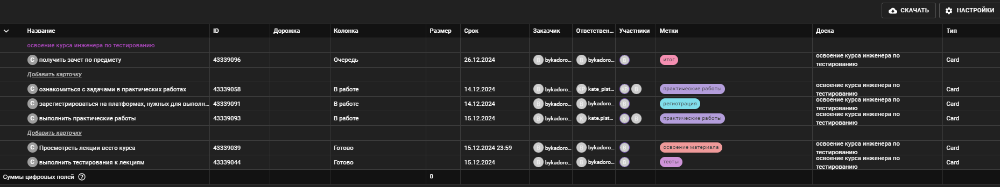 СКАЧАТЬ НАСТРОЙКИ
Название ID Дорожка Колонка Размер Срок Заказчик Ответствен... Участники Метки Доска Тип
освоение курса инженера по тестированию
C получить зачет по предмету 43339096 Очередь 26.12.2024 B bykadoro... B bykadoro... B итог освоение курса инженера по тестированию Card
Добавить карточку
C ознакомиться с задачами в практических работах 43339058 В работе 14.12.2024 B bykadoro... KP kate_pist... KP B практические работы освоение курса инженера по тестированию Card
C зарегистрироваться на платформах, нужных для выполн... 43339091 В работе 14.12.2024 B bykadoro... B bykadoro... B регистрация освоение курса инженера по тестированию Card
C выполнить практические работы 43339093 В работе 15.12.2024 B bykadoro... K kate.pist... K B практические работы освоение курса инженера по тестированию Card
Добавить карточку
C Просмотреть лекции всего курса 43339039 Готово 15.12.2024 23:59 B bykadoro... B bykadoro... B освоение материала освоение курса инженера по тестированию Card
C выполнить тестирования к лекциям 43339044 Готово 15.12.2024 B bykadoro... B bykadoro... B тесты освоение курса инженера по тестированию Card
Суммы цифровых полей ? 0